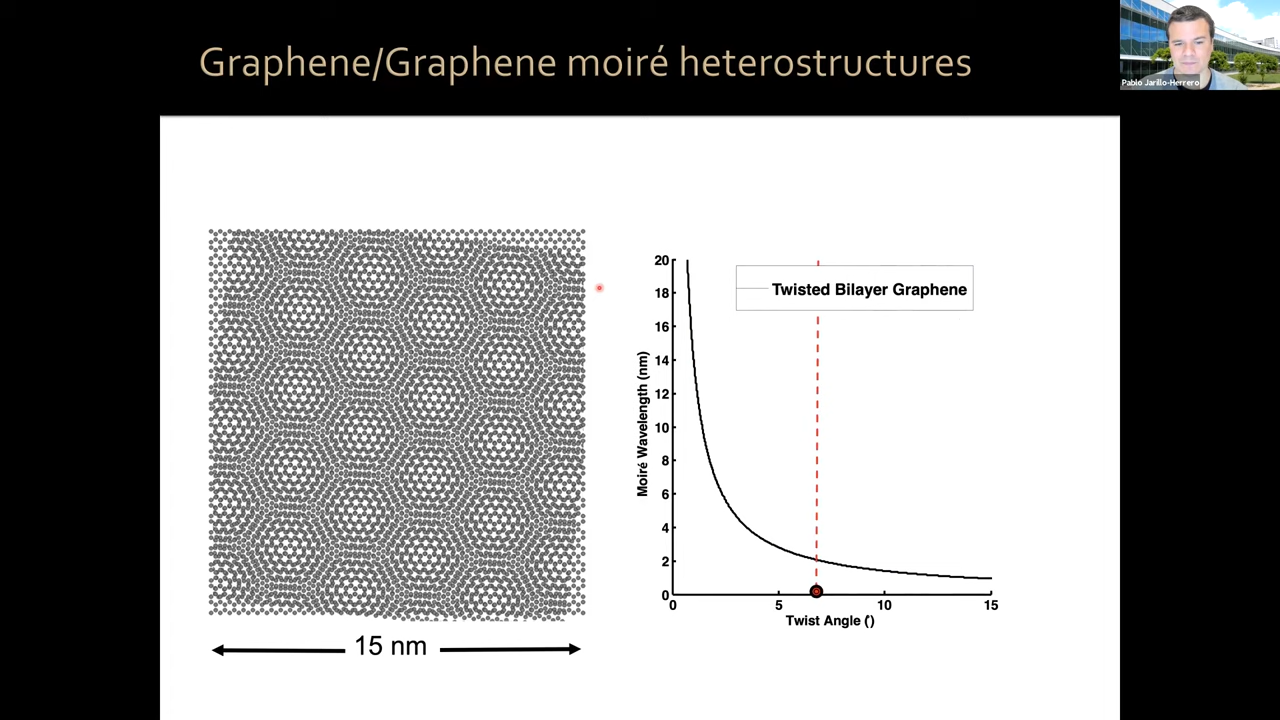 Graphene/Graphene moiré heterostructures
Pablo Jarillo-Herrero
15 nm
Twisted Bilayer Graphene
Moiré Wavelength (nm)
20
18
16
14
12
10
8
6
4
2
0
0 5 10 15
Twist Angle (°)